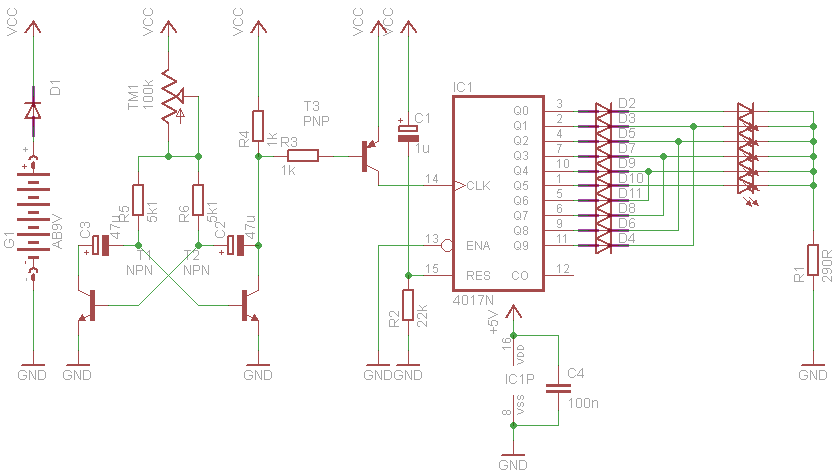 VCC
VCC
VCC
VCC
VCC
D1
TM1
100k
R4
1k
T3
PNP
R3
1k
C1
1u
IC1
Q0
Q1
Q2
Q3
Q4
Q5
Q6
Q7
Q8
Q9
CO
CLK
ENA
RES
14
13
15
3
2
4
7
10
1
5
6
9
11
12
4017N
D2
D3
D5
D7
D9
D10
D11
D8
D6
D4
R1
290R
G1
AB9V
+
+
-
-
C3
47u
+
R5
5k1
R6
5k1
C2
47u
+
+
T1
NPN
T2
NPN
R2
22k
+5V
16
VDD
IC1P
VSS
8
C4
100n
GND
GND
GND
GND
GND
GND
GND